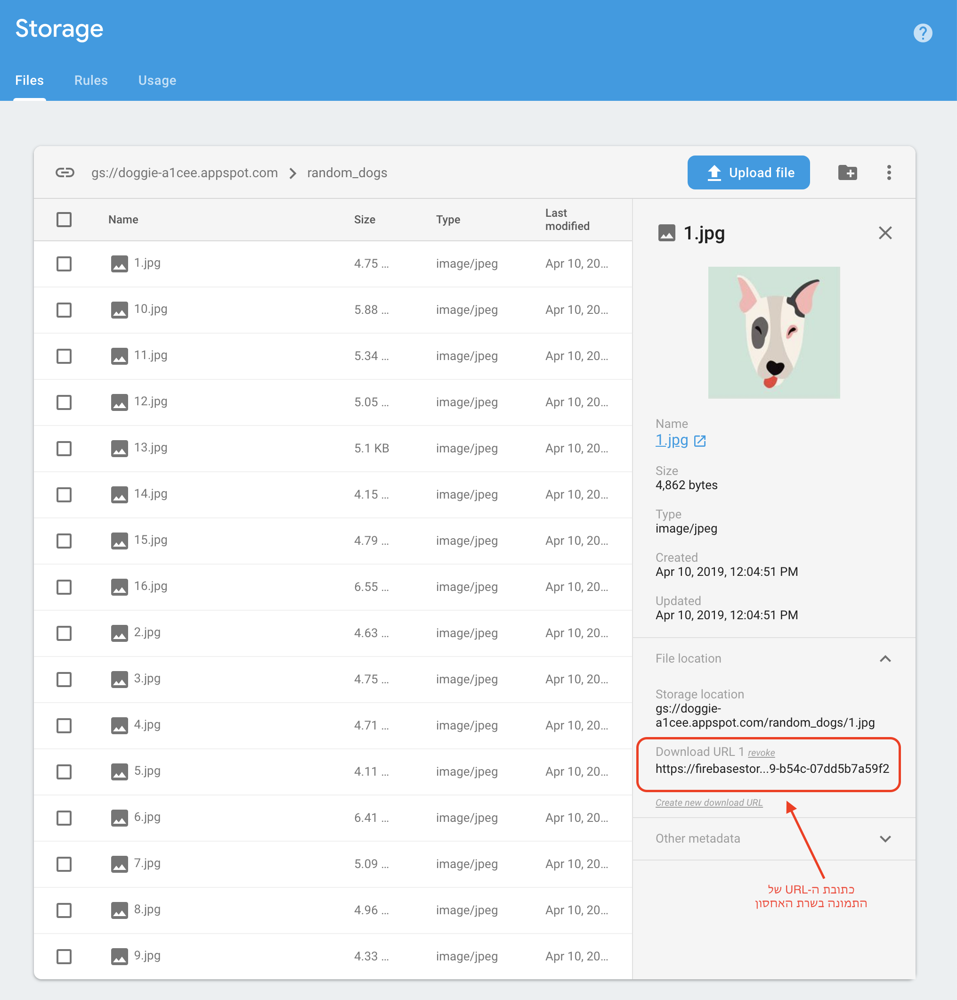 Storage
?
Files Rules Usage
gs://doggie-a1cee.appspot.com > random_dogs
Upload file
Name Size Type Last modified
1.jpg 4.75 ... image/jpeg Apr 10, 20...
10.jpg 5.88 ... image/jpeg Apr 10, 20...
11.jpg 5.34 ... image/jpeg Apr 10, 20...
12.jpg 5.05 ... image/jpeg Apr 10, 20...
13.jpg 5.1 KB image/jpeg Apr 10, 20...
14.jpg 4.15 ... image/jpeg Apr 10, 20...
15.jpg 4.79 ... image/jpeg Apr 10, 20...
16.jpg 6.55 ... image/jpeg Apr 10, 20...
2.jpg 4.63 ... image/jpeg Apr 10, 20...
3.jpg 4.75 ... image/jpeg Apr 10, 20...
4.jpg 4.71 ... image/jpeg Apr 10, 20...
5.jpg 4.11 ... image/jpeg Apr 10, 20...
6.jpg 6.41 ... image/jpeg Apr 10, 20...
7.jpg 5.09 ... image/jpeg Apr 10, 20...
8.jpg 4.96 ... image/jpeg Apr 10, 20...
9.jpg 4.33 ... image/jpeg Apr 10, 20...
1.jpg
Name
1.jpg
Size
4,862 bytes
Type
image/jpeg
Created
Apr 10, 2019, 12:04:51 PM
Updated
Apr 10, 2019, 12:04:51 PM
File location
Storage location
gs://doggie-
a1cee.appspot.com/random_dogs/1.jpg
Download URL 1 revoke
https://firebasestor...9-b54c-07dd5b7a59f2
Create new download URL
Other metadata
כתובת ה-URL של
התמונה בשרת האחסון